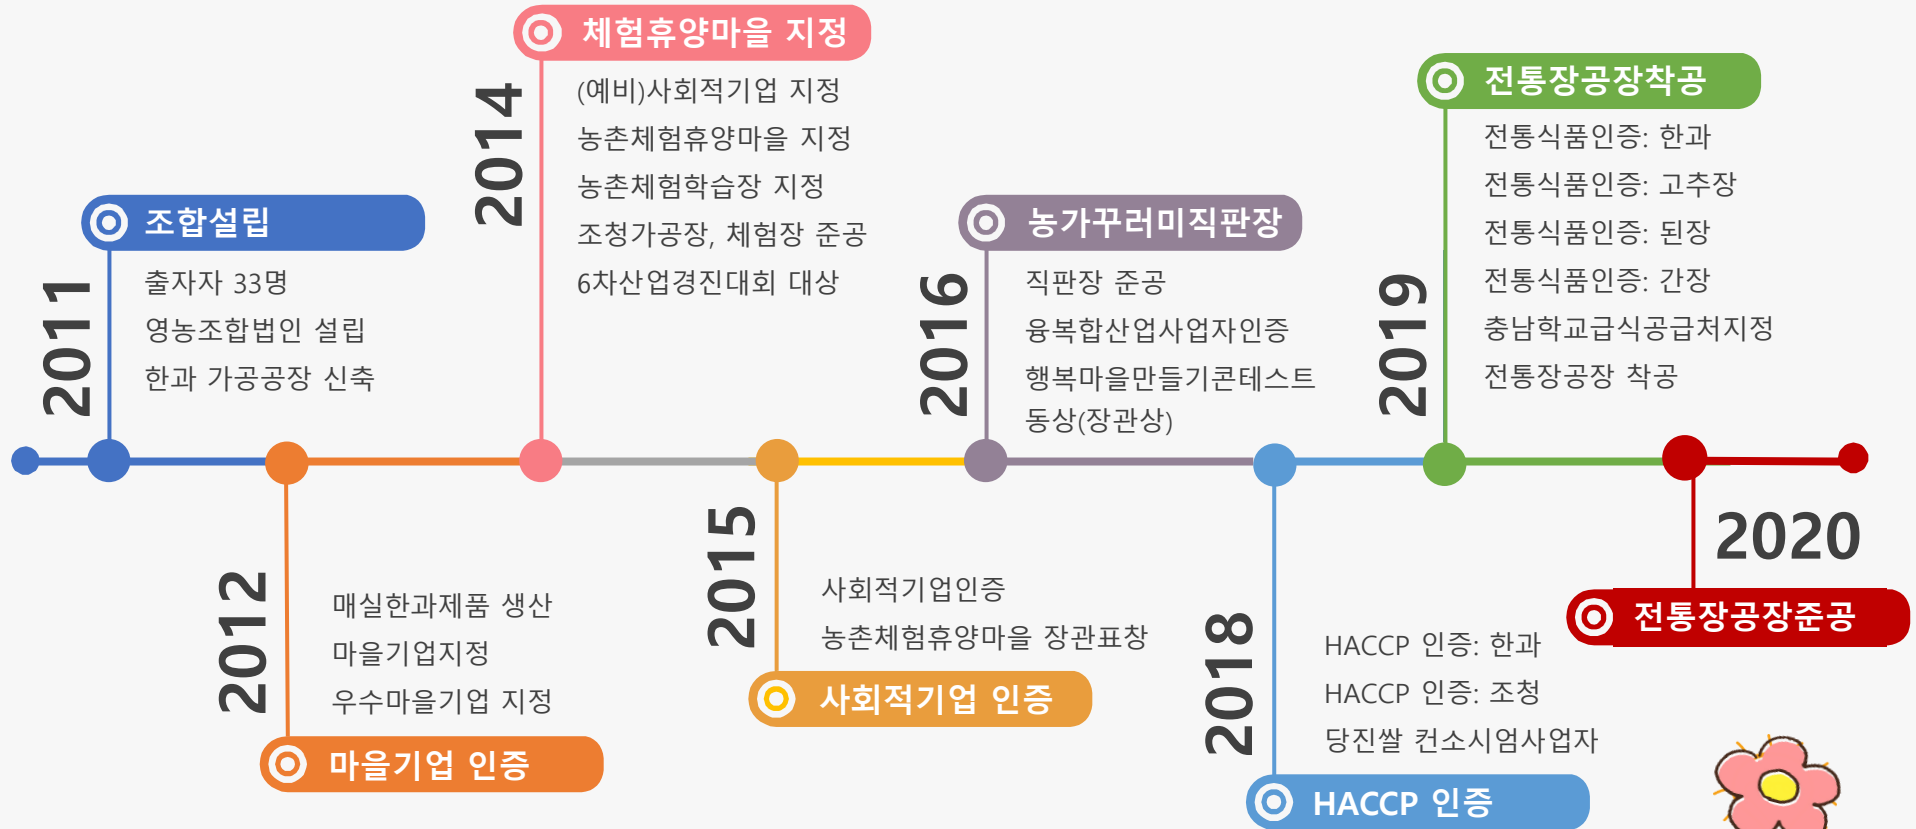 2011
조합설립
출자자 33명
영농조합법인 설립
한과 가공공장 신축
2012
매실한과제품 생산
마을기업지정
우수마을기업 지정
마을기업 인증
2014
체험휴양마을 지정
(예비)사회적기업 지정
농촌체험휴양마을 지정
농촌체험학습장 지정
조청가공장, 체험장 준공
6차산업경진대회 대상
2015
사회적기업인증
농촌체험휴양마을 장관표창
사회적기업 인증
2016
농가꾸러미직판장
직판장 준공
융복합산업사업자인증
행복마을만들기콘테스트
동상(장관상)
2018
HACCP 인증: 한과
HACCP 인증: 조청
당진쌀 컨소시엄사업자
HACCP 인증
2019
전통장공장착공
전통식품인증: 한과
전통식품인증: 고추장
전통식품인증: 된장
전통식품인증: 간장
충남학교급식공급처지정
전통장공장 착공
2020
전통장공장준공